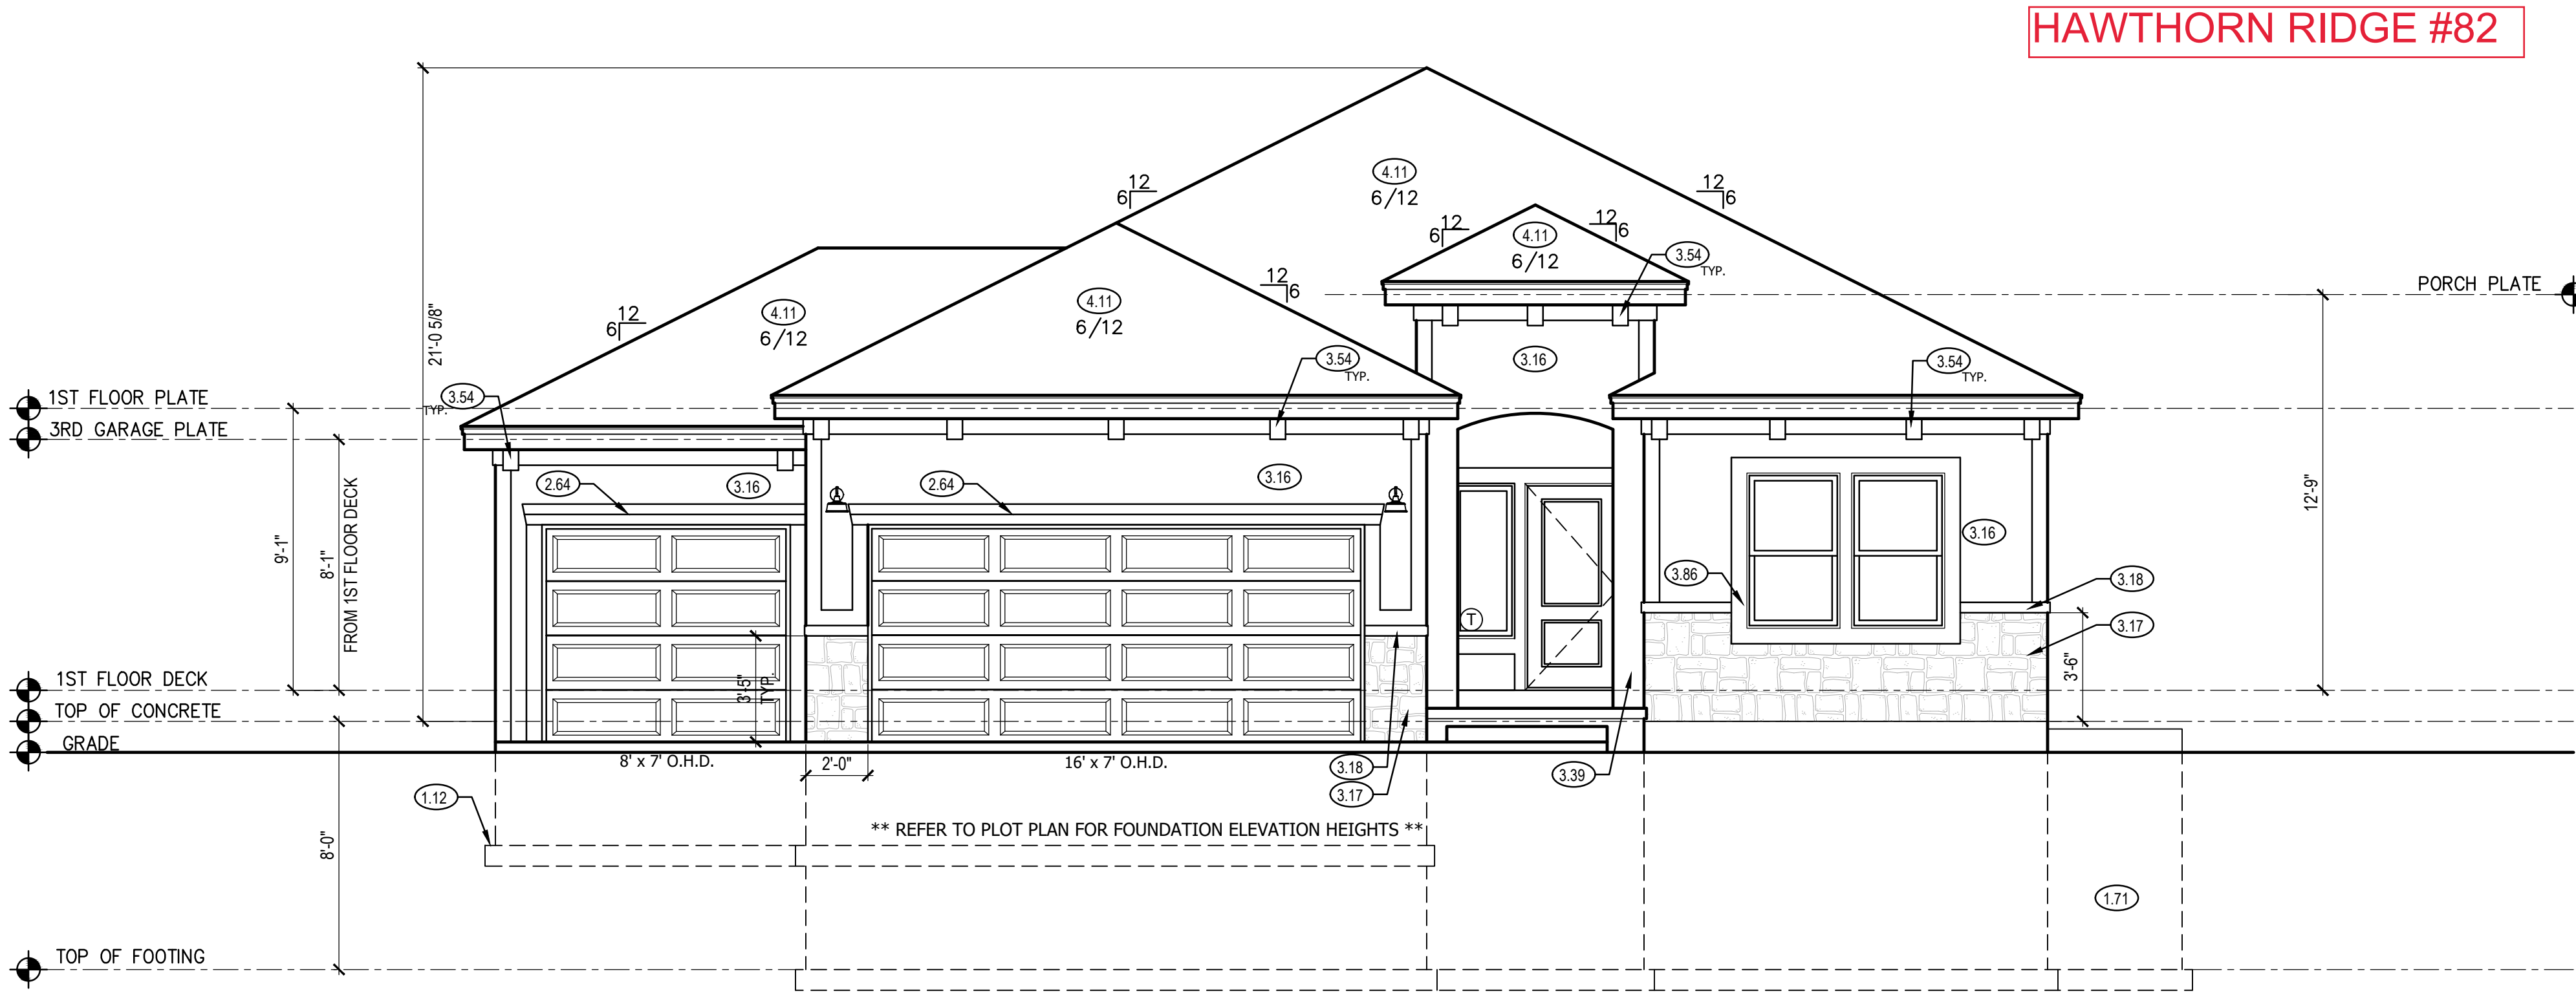 HAWTHORN RIDGE #82
4.11
6/12
12
6
12
6
12
6
12
6
4.11
6/12
3.54
TYP.
PORCH PLATE
12
6
12
6
4.11
6/12
4.11
6/12
21'-0 5/8"
3.16
3.54
TYP.
3.54
TYP.
3.54
TYP.
1ST FLOOR PLATE
3RD GARAGE PLATE
2.64
3.16
2.64
3.16
12'-9"
9'-1"
8'-1"
FROM 1ST FLOOR DECK
3.16
3.86
3.18
T
3.17
3'-5"
TYP.
3'-6"
1ST FLOOR DECK
TOP OF CONCRETE
GRADE
8' x 7' O.H.D.
2'-0"
16' x 7' O.H.D.
3.18
3.39
3.17
1.12
** REFER TO PLOT PLAN FOR FOUNDATION ELEVATION HEIGHTS **
8'-0"
1.71
TOP OF FOOTING